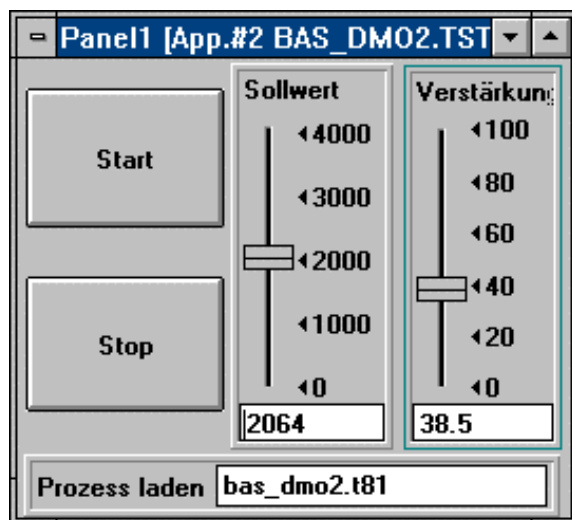 Panel1 [App.#2 BAS_DMO2.TST
Start
Stop
Sollwert
4000
3000
2000
1000
0
2064
Verstärkung
100
80
60
40
20
0
38.5
Prozess laden bas_dmo2.t81